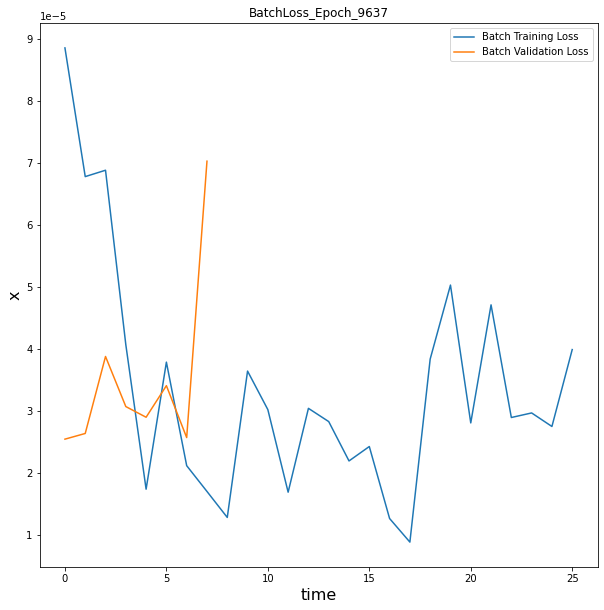 BatchLoss_Epoch_9637
1e−5
Batch Training Loss
Batch Validation Loss
9
8
7
6
5
4
3
2
1
x
0 5 10 15 20 25
time